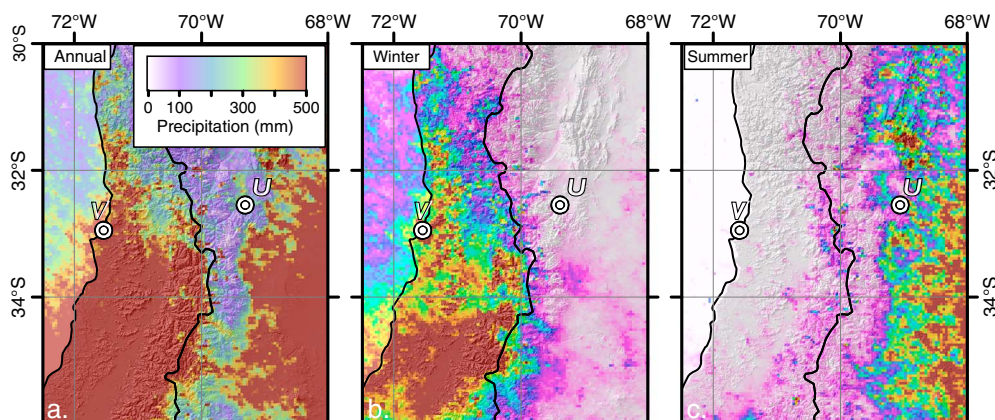 72°W 70°W 68°W 72°W 70°W 68°W 72°W 70°W 68°W
30°S 30°S
Annual Winter Summer
0 100 300 500
Precipitation (mm)
32°S 32°S
U U U
V V V
34°S 34°S
a. b. c.